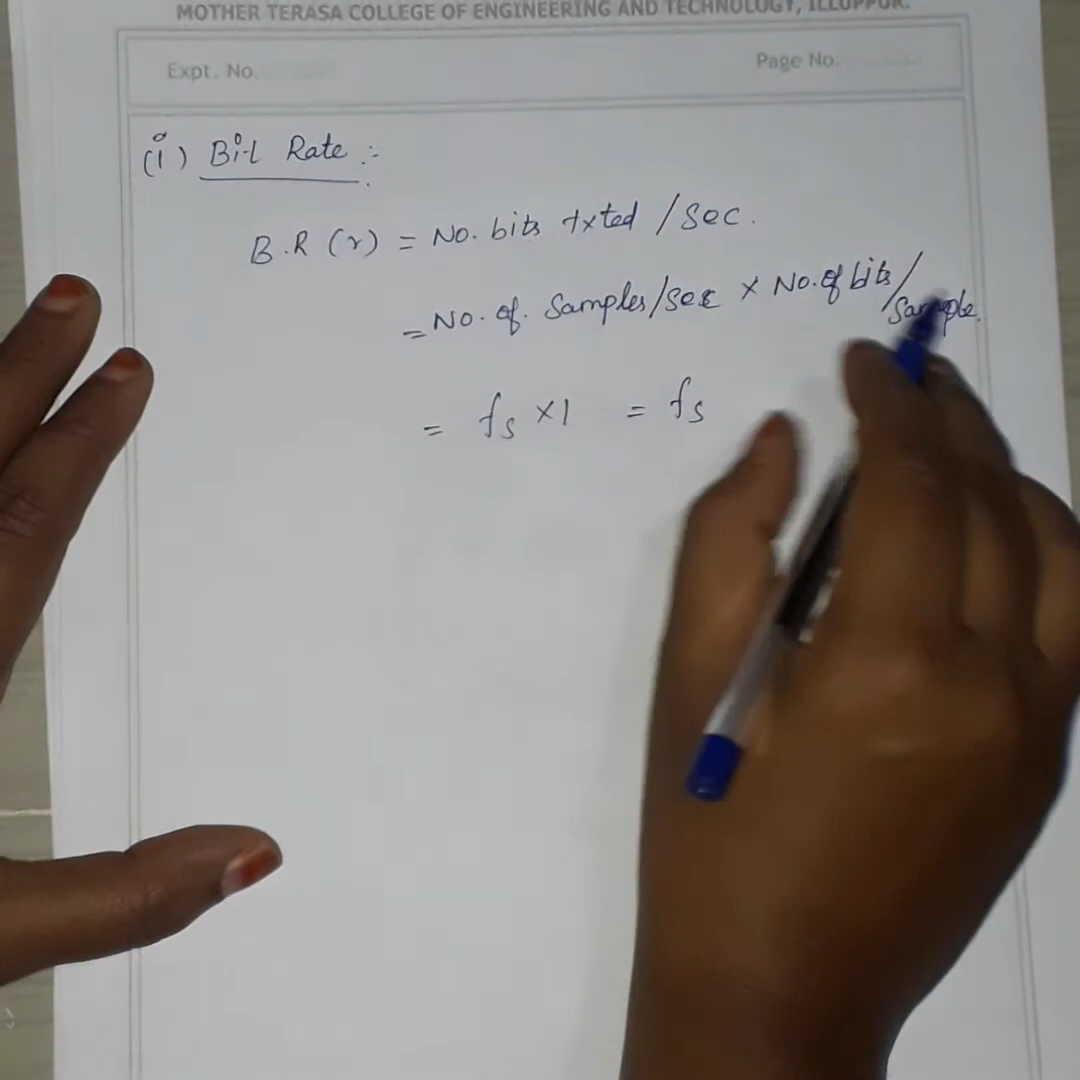 MOTHER TERASA COLLEGE OF ENGINEERING AND TECHNOLOGY, ILLUPPUR.
Expt. No. Page No.
(i) Bit Rate :-
B.R (r) = No. bits txted / Sec.
= No. of. Samples/sec × No. of bits/
Sample.
= fs × 1 = fs